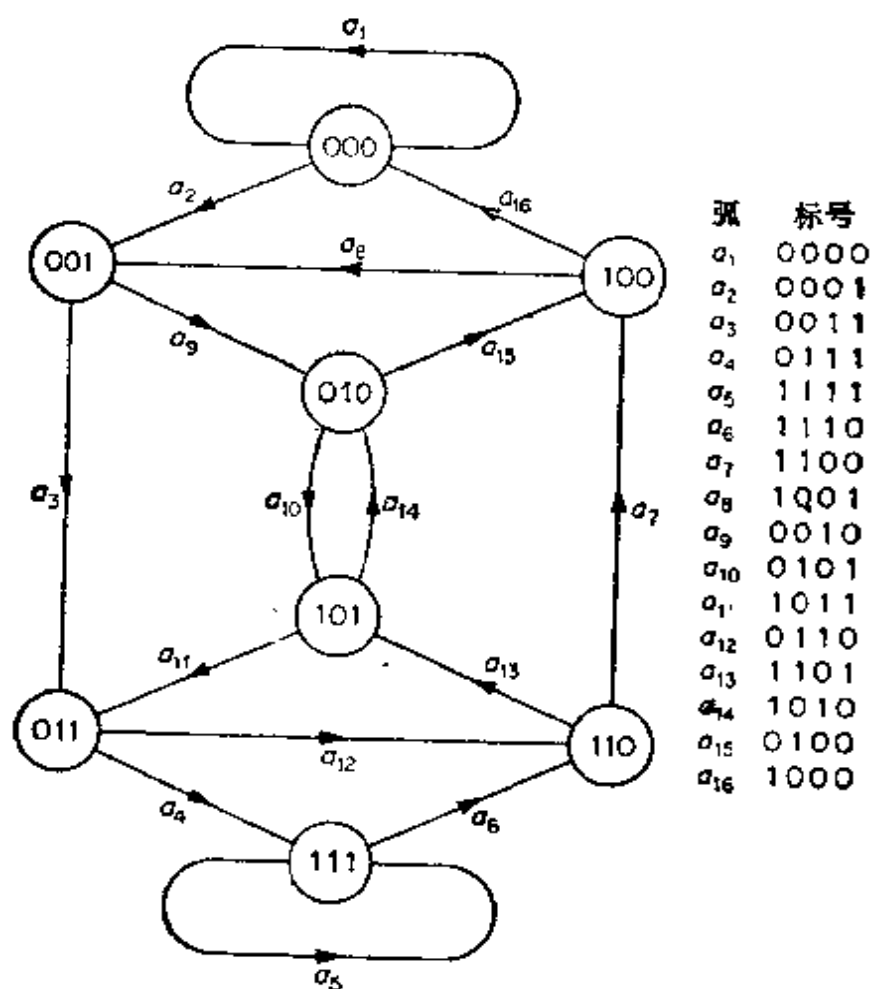 a₁
000
a₂
a₁₆
001
a₈
100
a₉
a₁₅
010
a₃
a₁₀
a₁₄
a₇
101
a₁₁
a₁₃
011
a₁₂
110
a₄
a₆
111
a₅
弧 标号
a₁ 0000
a₂ 0001
a₃ 0011
a₄ 0111
a₅ 1111
a₆ 1110
a₇ 1100
a₈ 1001
a₉ 0010
a₁₀ 0101
a₁₁ 1011
a₁₂ 0110
a₁₃ 1101
a₁₄ 1010
a₁₅ 0100
a₁₆ 1000